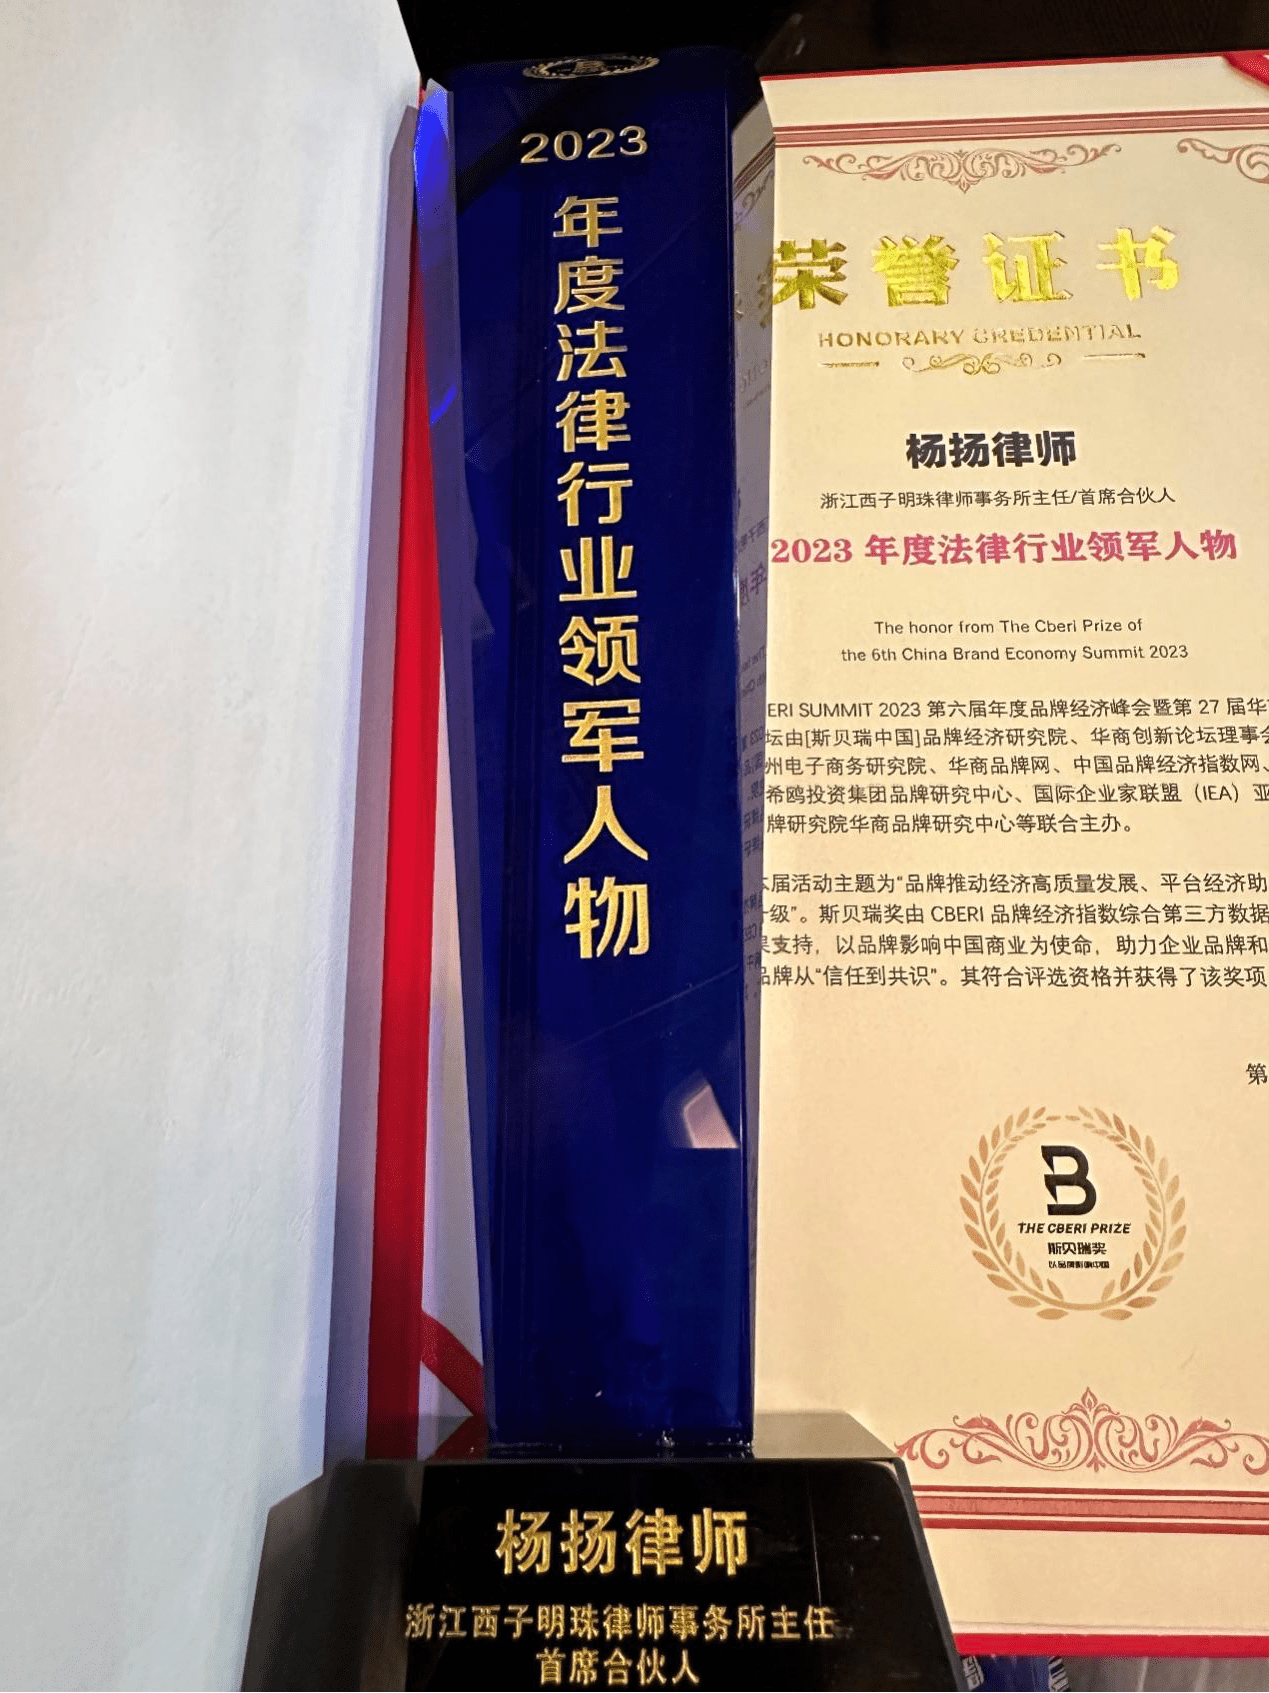 2023
年度法律行业领军人物
杨扬律师
浙江西子明珠律师事务所主任
首席合伙人
荣誉证书
HONORARY CREDENTIAL
杨扬律师
浙江西子明珠律师事务所主任/首席合伙人
2023 年度法律行业领军人物
The honor from The Cberi Prize of
the 6th China Brand Economy Summit 2023
ERI SUMMIT 2023 第六届年度品牌经济峰会暨第 27 届华
坛由[斯贝瑞中国]品牌经济研究院、华商创新论坛理事会
州电子商务研究院、华商品牌网、中国品牌经济指数网、
希鸥投资集团品牌研究中心、国际企业家联盟（IEA）亚
牌研究院华商品牌研究中心等联合主办。
本届活动主题为“品牌推动经济高质量发展、平台经济助
级”。斯贝瑞奖由 CBERI 品牌经济指数综合第三方数据
果支持，以品牌影响中国商业为使命，助力企业品牌和
品牌从“信任到共识”。其符合评选资格并获得了该奖项
第
B
THE CBERI PRIZE
斯贝瑞奖
以品牌影响中国